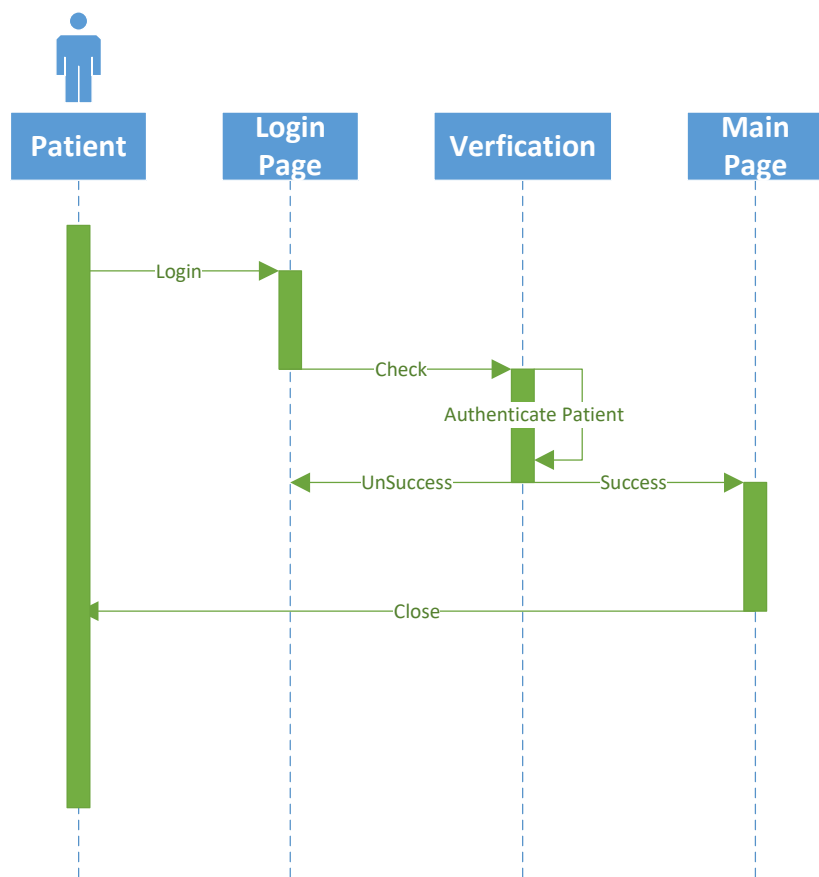 Patient
Login
Page
Verfication
Main
Page
Login
Check
Authenticate Patient
UnSuccess
Success
Close